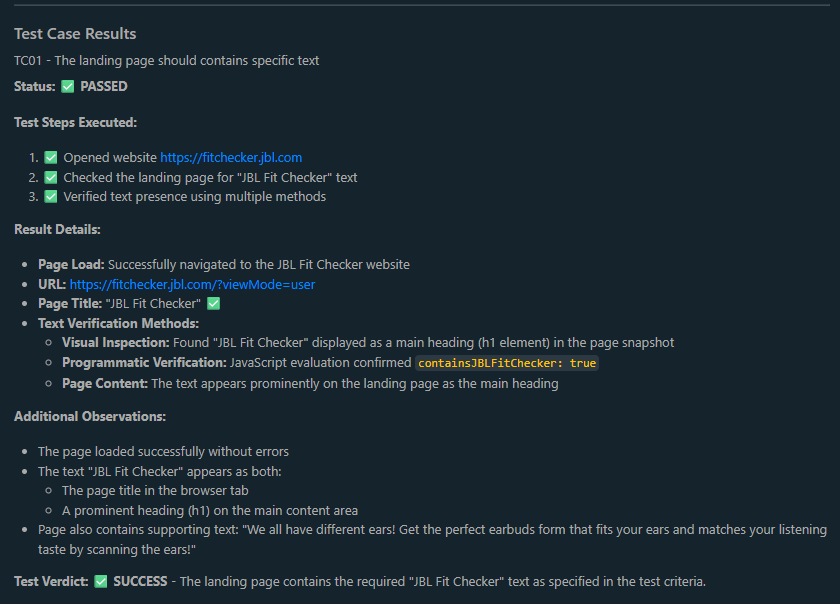 Test Case Results
TC01 - The landing page should contains specific text
Status: ✅ PASSED
Test Steps Executed:
1. ✅ Opened website https://fitchecker.jbl.com
2. ✅ Checked the landing page for "JBL Fit Checker" text
3. ✅ Verified text presence using multiple methods
Result Details:
• Page Load: Successfully navigated to the JBL Fit Checker website
• URL: https://fitchecker.jbl.com/?viewMode=user
• Page Title: "JBL Fit Checker" ✅
• Text Verification Methods:
○ Visual Inspection: Found "JBL Fit Checker" displayed as a main heading (h1 element) in the page snapshot
○ Programmatic Verification: JavaScript evaluation confirmed containsJBLFitChecker: true
○ Page Content: The text appears prominently on the landing page as the main heading
Additional Observations:
• The page loaded successfully without errors
• The text "JBL Fit Checker" appears as both:
○ The page title in the browser tab
○ A prominent heading (h1) on the main content area
• Page also contains supporting text: "We all have different ears! Get the perfect earbuds form that fits your ears and matches your listening
taste by scanning the ears!"
Test Verdict: ✅ SUCCESS - The landing page contains the required "JBL Fit Checker" text as specified in the test criteria.